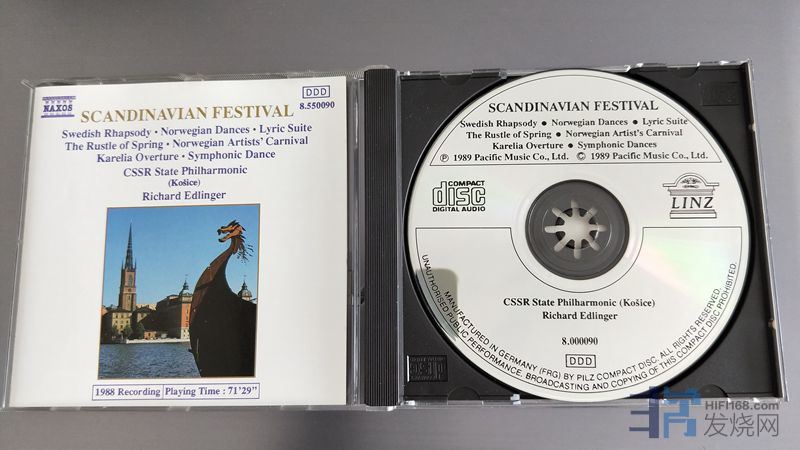 NAXOS
DDD
8.550090
SCANDINAVIAN FESTIVAL
Swedish Rhapsody • Norwegian Dances • Lyric Suite
The Rustle of Spring • Norwegian Artists' Carnival
Karelia Overture • Symphonic Dance
CSSR State Philharmonic
(Košice)
Richard Edlinger
1988 Recording Playing Time : 71'29"
SCANDINAVIAN FESTIVAL
Swedish Rhapsody • Norwegian Dances • Lyric Suite
The Rustle of Spring • Norwegian Artist's Carnival
Karelia Overture • Symphonic Dances
Ⓟ 1989 Pacific Music Co., Ltd. © 1989 Pacific Music Co., Ltd.
COMPACT
disc
DIGITAL AUDIO
LINZ
CSSR State Philharmonic (Košice)
Richard Edlinger
8.000090
DDD
MANUFACTURED IN GERMANY (FRG) BY PILZ COMPACT DISC. ALL RIGHTS RESERVED.
UNAUTHORISED PUBLIC PERFORMANCE, BROADCASTING AND COPYING OF THIS COMPACT DISC PROHIBITED.
HIFI168.com
发烧网